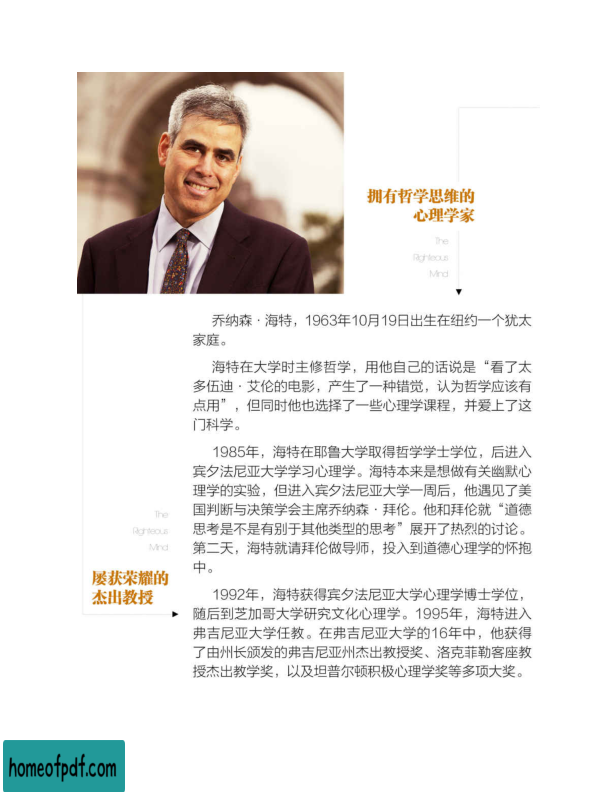 拥有哲学思维的
心理学家
The
Righteous
Mind
乔纳森·海特，1963年10月19日出生在纽约一个犹太
家庭。
海特在大学时主修哲学，用他自己的话说是“看了太
多伍迪·艾伦的电影，产生了一种错觉，认为哲学应该有
点用”，但同时他也选择了一些心理学课程，并爱上了这
门科学。
1985年，海特在耶鲁大学取得哲学学士学位，后进入
宾夕法尼亚大学学习心理学。海特本来是想做有关幽默心
理学的实验，但进入宾夕法尼亚大学一周后，他遇见了美
国判断与决策学会主席乔纳森·拜伦。他和拜伦就“道德
思考是不是有别于其他类型的思考”展开了热烈的讨论。
第二天，海特就请拜伦做导师，投入到道德心理学的怀抱
中。
The
Righteous
Mind
屡获荣耀的
杰出教授
1992年，海特获得宾夕法尼亚大学心理学博士学位，
随后到芝加哥大学研究文化心理学。1995年，海特进入
弗吉尼亚大学任教。在弗吉尼亚大学的16年中，他获得
了由州长颁发的弗吉尼亚州杰出教授奖、洛克菲勒客座教
授杰出教学奖，以及坦普尔顿积极心理学奖等多项大奖。
homeofpdf.com